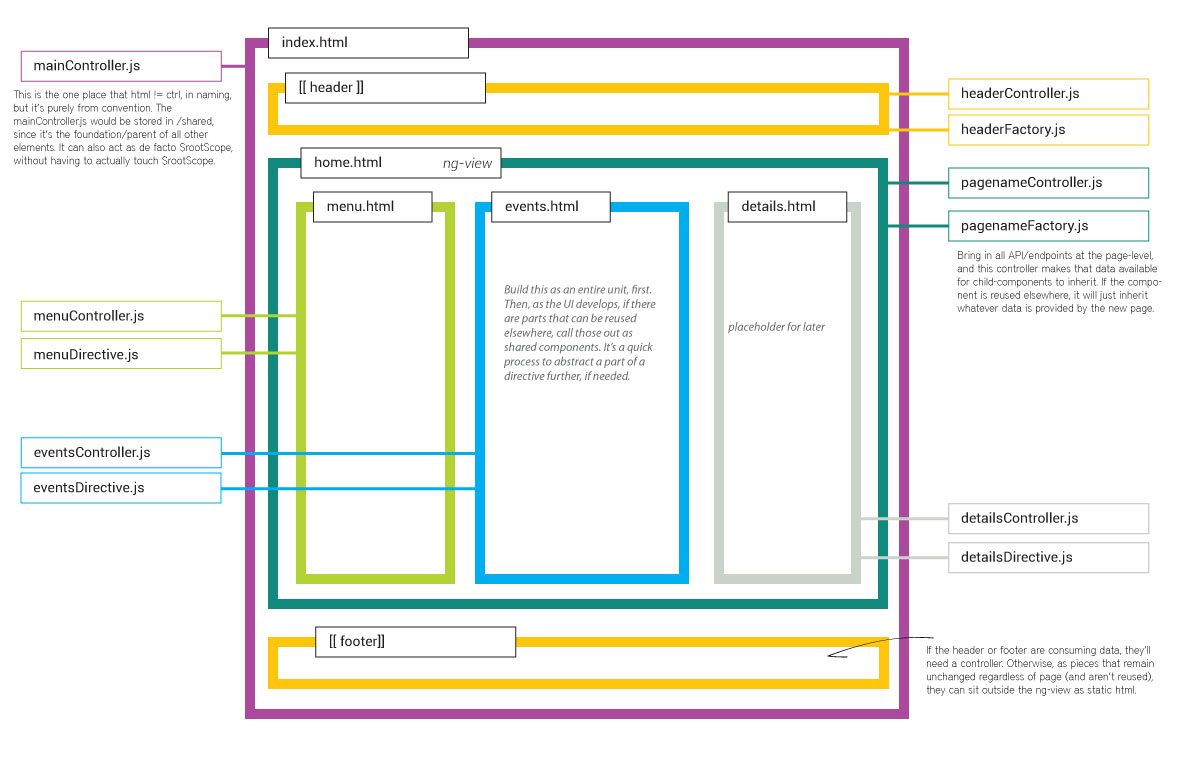 index.html
mainController.js
This is the one place that html != ctrl, in naming,
but it's purely from convention. The
mainController.js would be stored in /shared,
since it's the foundation/parent of all other
elements. It can also act as de facto $rootScope,
without having to actually touch $rootScope.
[[ header ]]
headerController.js
headerFactory.js
home.html ng-view
pagenameController.js
pagenameFactory.js
Bring in all API/endpoints at the page-level,
and this controller makes that data available
for child-components to inherit. If the compo-
nent is reused elsewhere, it will just inherit
whatever data is provided by the new page.
menu.html
events.html
details.html
Build this as an entire unit, first.
Then, as the UI develops, if there
are parts that can be reused
elsewhere, call those out as
shared components. It's a quick
process to abstract a part of a
directive further, if needed.
placeholder for later
menuController.js
menuDirective.js
eventsController.js
eventsDirective.js
detailsController.js
detailsDirective.js
[[ footer]]
If the header or footer are consuming data, they'll
need a controller. Otherwise, as pieces that remain
unchanged regardless of page (and aren't reused),
they can sit outside the ng-view as static html.